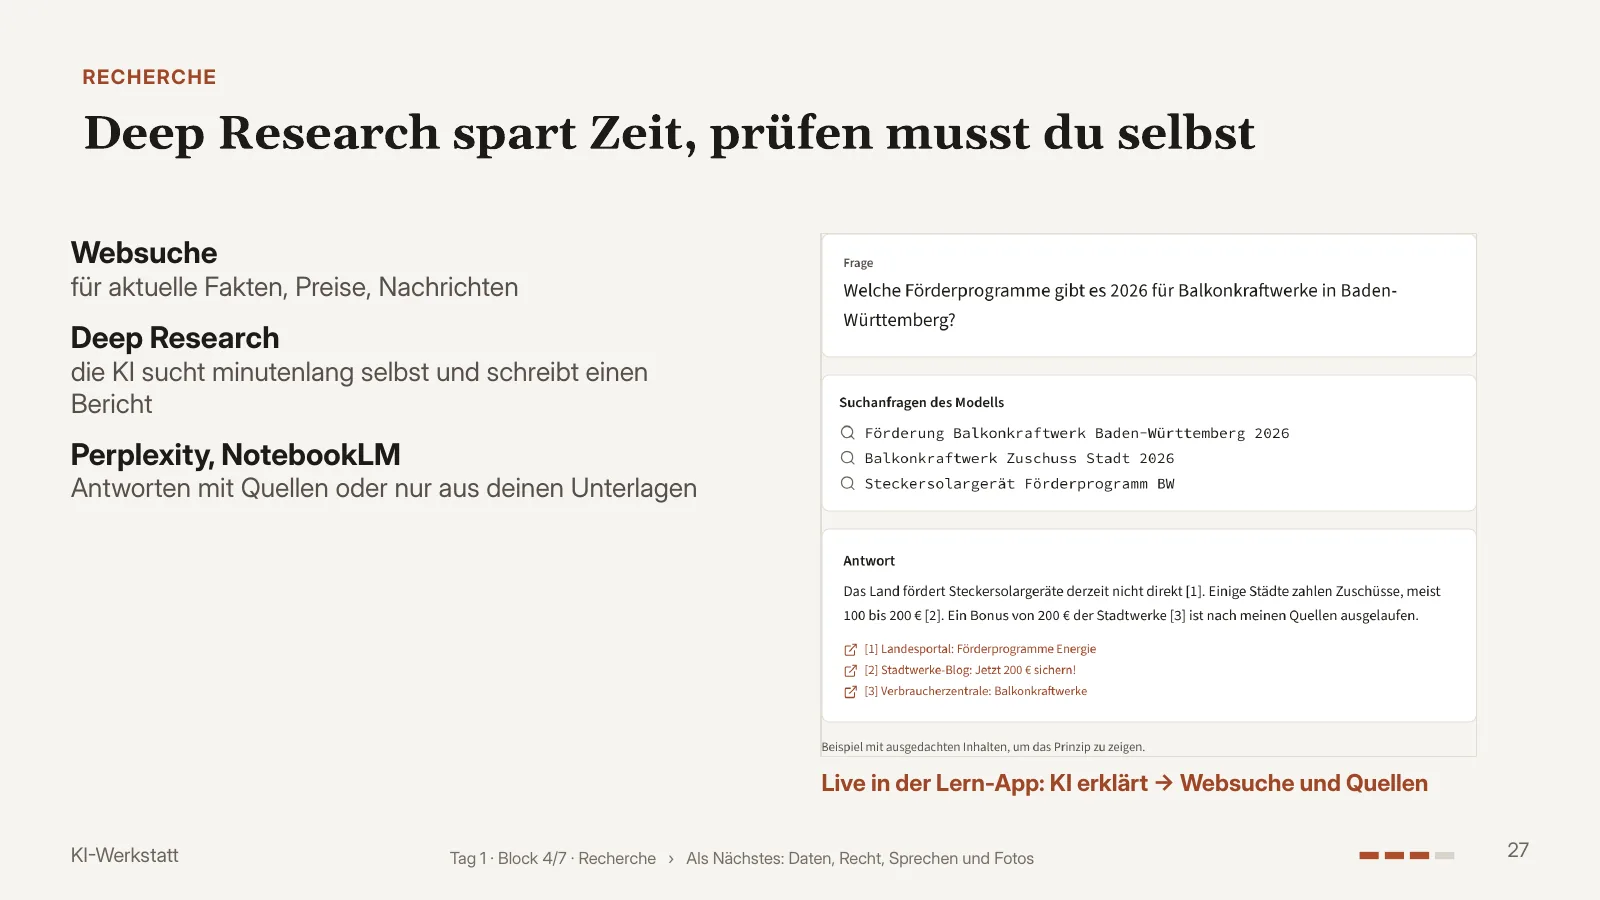 RECHERCHE
Deep Research spart Zeit, prüfen musst du selbst
Websuche
für aktuelle Fakten, Preise, Nachrichten
Deep Research
die KI sucht minutenlang selbst und schreibt einen
Bericht
Perplexity, NotebookLM
Antworten mit Quellen oder nur aus deinen Unterlagen
Frage
Welche Förderprogramme gibt es 2026 für Balkonkraftwerke in Baden-
Württemberg?
Suchanfragen des Modells
Förderung Balkonkraftwerk Baden-Württemberg 2026
Balkonkraftwerk Zuschuss Stadt 2026
Steckersolargerät Förderprogramm BW
Antwort
Das Land fördert Steckersolargeräte derzeit nicht direkt [1]. Einige Städte zahlen Zuschüsse, meist
100 bis 200 € [2]. Ein Bonus von 200 € der Stadtwerke [3] ist nach meinen Quellen ausgelaufen.
[1] Landesportal: Förderprogramme Energie
[2] Stadtwerke-Blog: Jetzt 200 € sichern!
[3] Verbraucherzentrale: Balkonkraftwerke
Beispiel mit ausgedachten Inhalten, um das Prinzip zu zeigen.
Live in der Lern-App: KI erklärt → Websuche und Quellen
KI-Werkstatt
Tag 1 · Block 4/7 · Recherche › Als Nächstes: Daten, Recht, Sprechen und Fotos
27